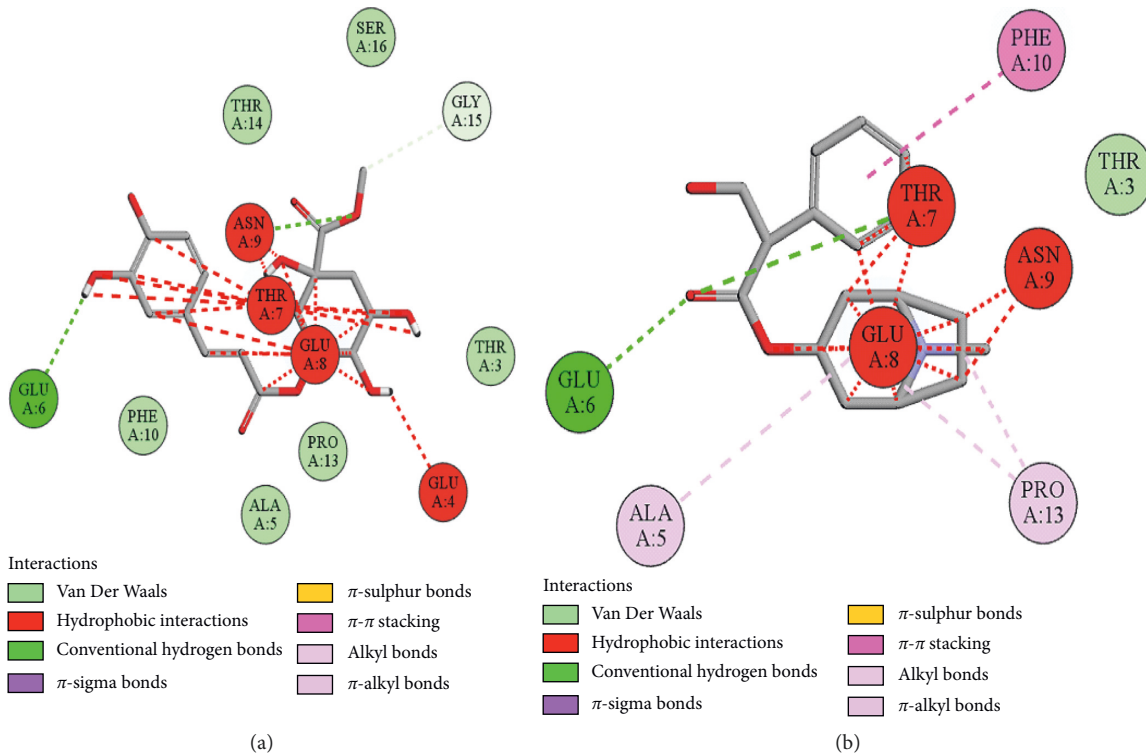 SER
A:16
THR
A:14
GLY
A:15
ASN
A:9
THR
A:7
GLU
A:8
THR
A:3
GLU
A:6
PHE
A:10
PRO
A:13
GLU
A:4
ALA
A:5
Interactions
Van Der Waals
Hydrophobic interactions
Conventional hydrogen bonds
π-sigma bonds
π-sulphur bonds
π-π stacking
Alkyl bonds
π-alkyl bonds
(a)
PHE
A:10
THR
A:3
THR
A:7
ASN
A:9
GLU
A:8
GLU
A:6
PRO
A:13
ALA
A:5
Interactions
Van Der Waals
Hydrophobic interactions
Conventional hydrogen bonds
π-sigma bonds
π-sulphur bonds
π-π stacking
Alkyl bonds
π-alkyl bonds
(b)